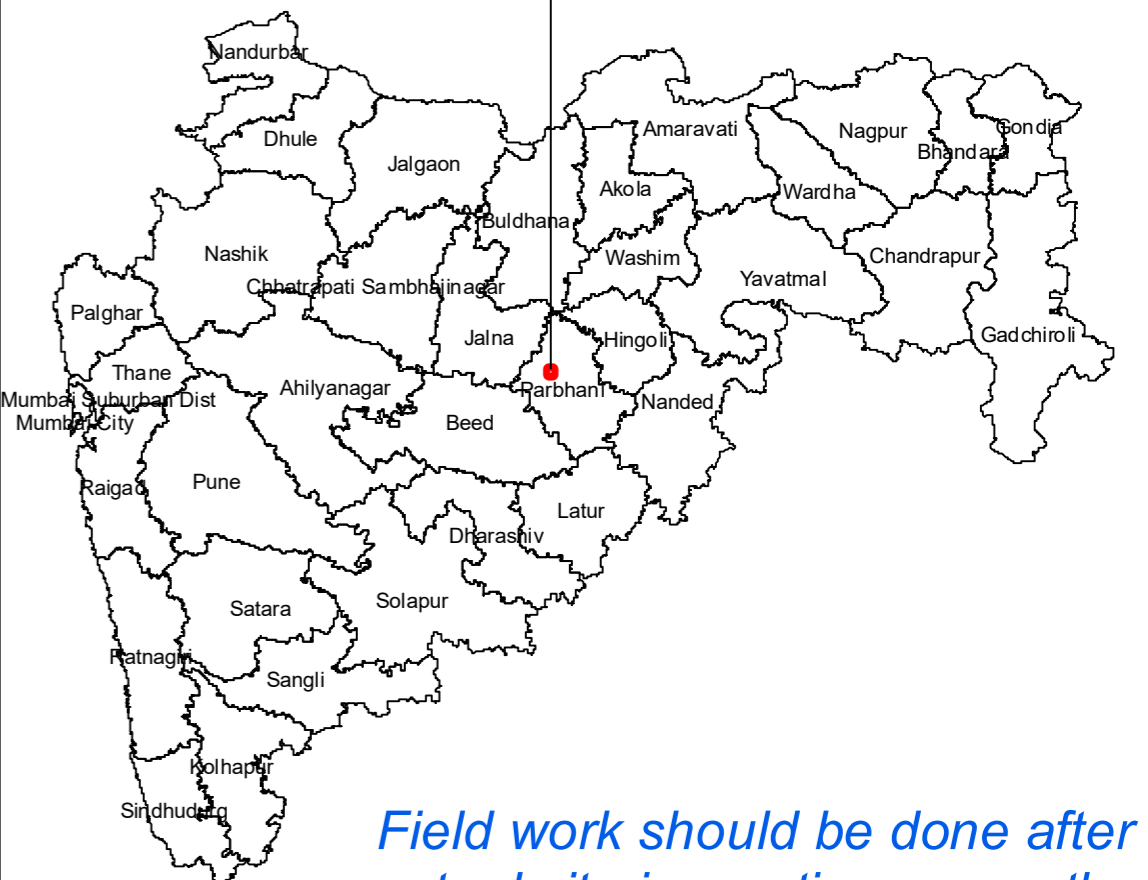 Nandurbar
Dhule
Jalgaon
Amaravati
Nagpur
Gondia
Bhandara
Akola
Wardha
Buldhana
Nashik
Washim
Chandrapur
Yavatmal
Chhatrapati Sambhajinagar
Palghar
Jalna
Hingoli
Gadchiroli
Thane
Ahilyanagar
Parbhani
Mumbai Suburban Dist
Nanded
Mumbai City
Beed
Raigad
Pune
Latur
Dharashiv
Satara
Solapur
Ratnagiri
Sangli
Kolhapur
Sindhudurg
Field work should be done after